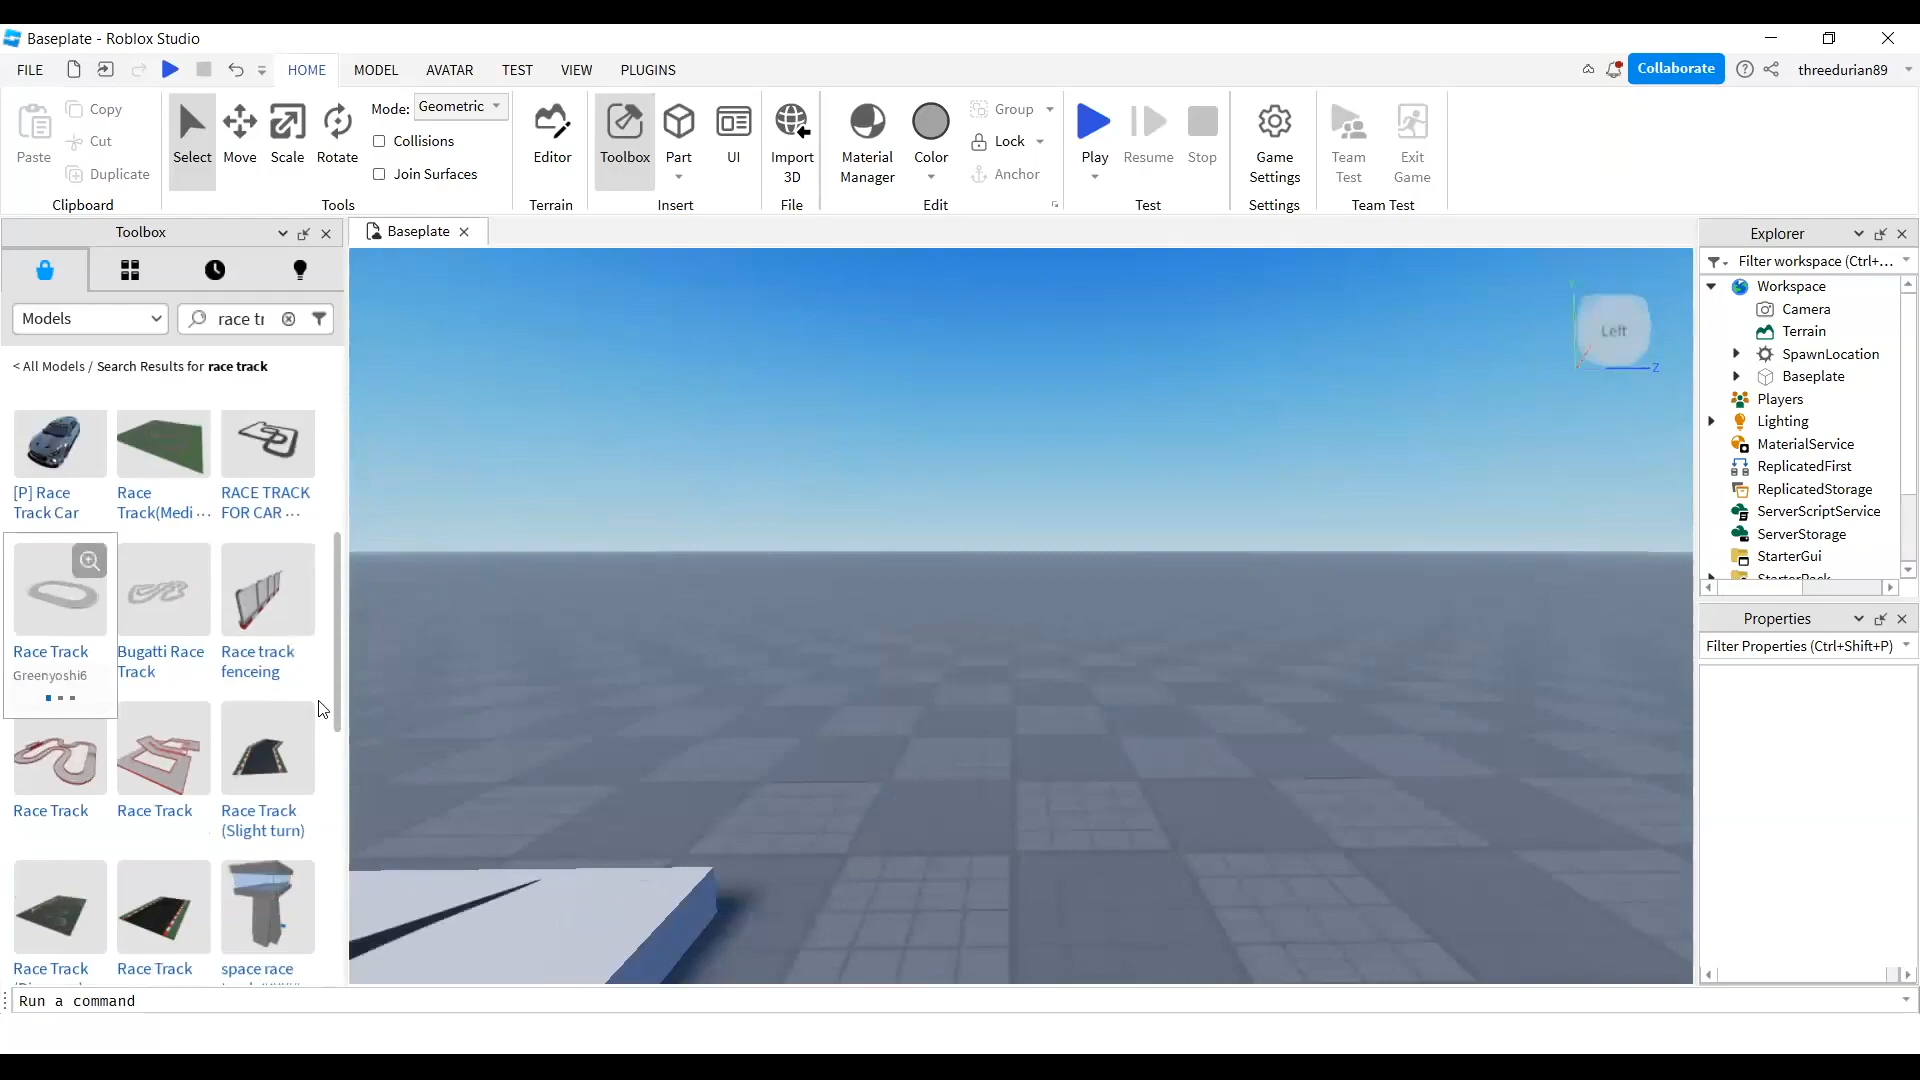 Baseplate - Roblox Studio
FILE HOME MODEL AVATAR TEST VIEW PLUGINS Collaborate threedurian89
Paste Copy Cut Duplicate
Clipboard
Select Move Scale Rotate
Mode: Geometric
Collisions
Join Surfaces
Tools
Editor
Terrain
Toolbox Part UI
Insert
Import 3D
File
Material Manager Color
Group
Lock
Anchor
Edit
Play Resume Stop
Test
Game Settings
Settings
Team Test Exit Game
Team Test
Toolbox
Models race tr
< All Models / Search Results for race track
[P] Race Track Car
Race Track(Medi ...
RACE TRACK FOR CAR ...
Race Track
Greenyoshi6
Bugatti Race Track
Race track fenceing
Race Track
Race Track
Race Track (Slight turn)
Race Track
Race Track
space race
Baseplate
Left
Z
Explorer
Filter workspace (Ctrl+...
Workspace
Camera
Terrain
SpawnLocation
Baseplate
Players
Lighting
MaterialService
ReplicatedFirst
ReplicatedStorage
ServerScriptService
ServerStorage
StarterGui
StarterPack
Properties
Filter Properties (Ctrl+Shift+P)
Run a command